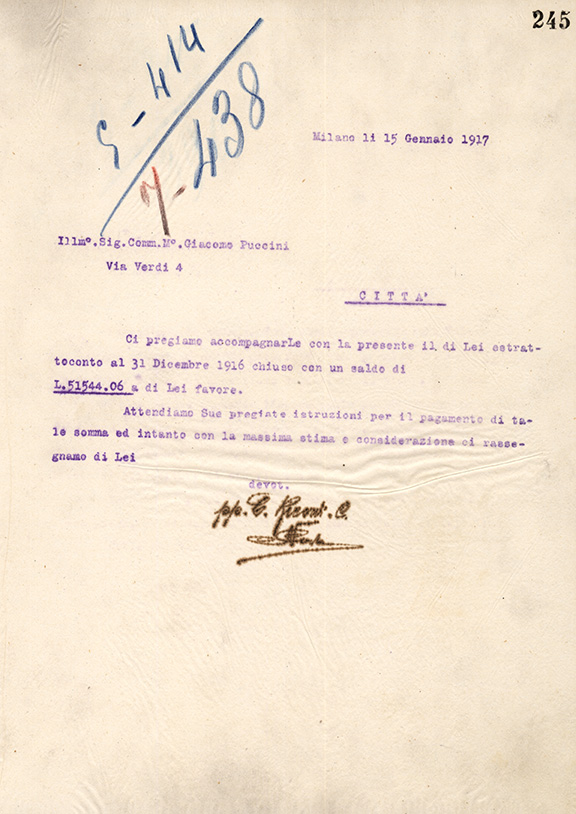 245
5-414
7-438
Milano li 15 Gennaio 1917
Illmº.Sig.Comm.Mº.Giacomo Puccini
Via Verdi 4
CITTA'
Ci pregiamo accompagnarLe con la presente il di Lei estrat-
toconto al 31 Dicembre 1916 chiuso con un saldo di
L.51544.06 a di Lei favore.
Attendiamo Sue pregiate istruzioni per il pagamento di ta-
le somma ed intanto con la massima stima e considerazione ci rasse-
gnamo di Lei
devot.
pp. G. Ricordi. C.